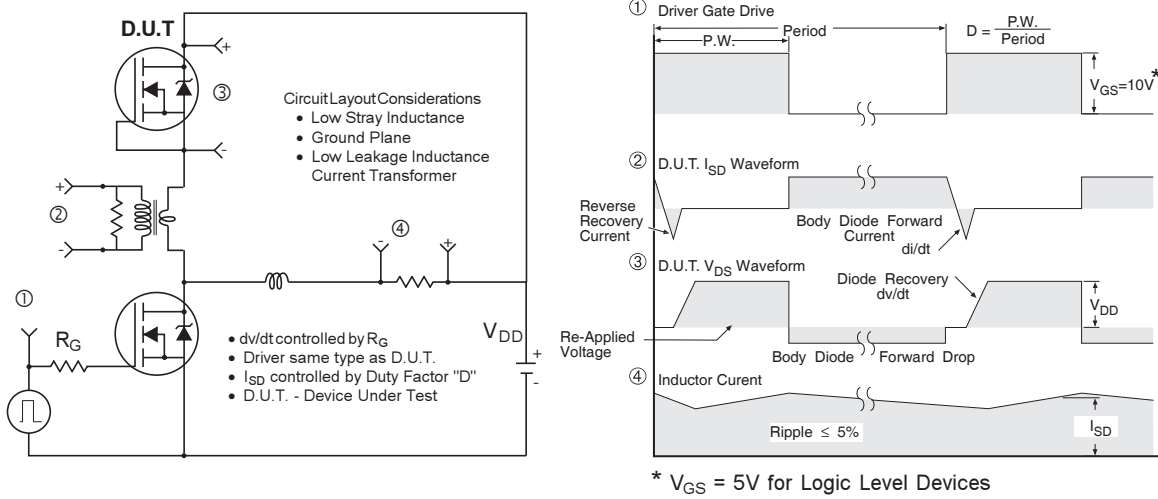 D.U.T
+
-
③
Circuit Layout Considerations
• Low Stray Inductance
• Ground Plane
• Low Leakage Inductance
Current Transformer
+
-
②
④
-
+
①
R_G
• dv/dt controlled by R_G
• Driver same type as D.U.T.
• I_SD controlled by Duty Factor "D"
• D.U.T. - Device Under Test
V_DD
+
-
① Driver Gate Drive
P.W.
Period
D = P.W. / Period
V_GS=10V*
② D.U.T. I_SD Waveform
Reverse
Recovery
Current
Body Diode Forward
Current
di/dt
③ D.U.T. V_DS Waveform
Diode Recovery
dv/dt
V_DD
Re-Applied
Voltage
Body Diode Forward Drop
④ Inductor Curent
Ripple ≤ 5%
I_SD
* V_GS = 5V for Logic Level Devices